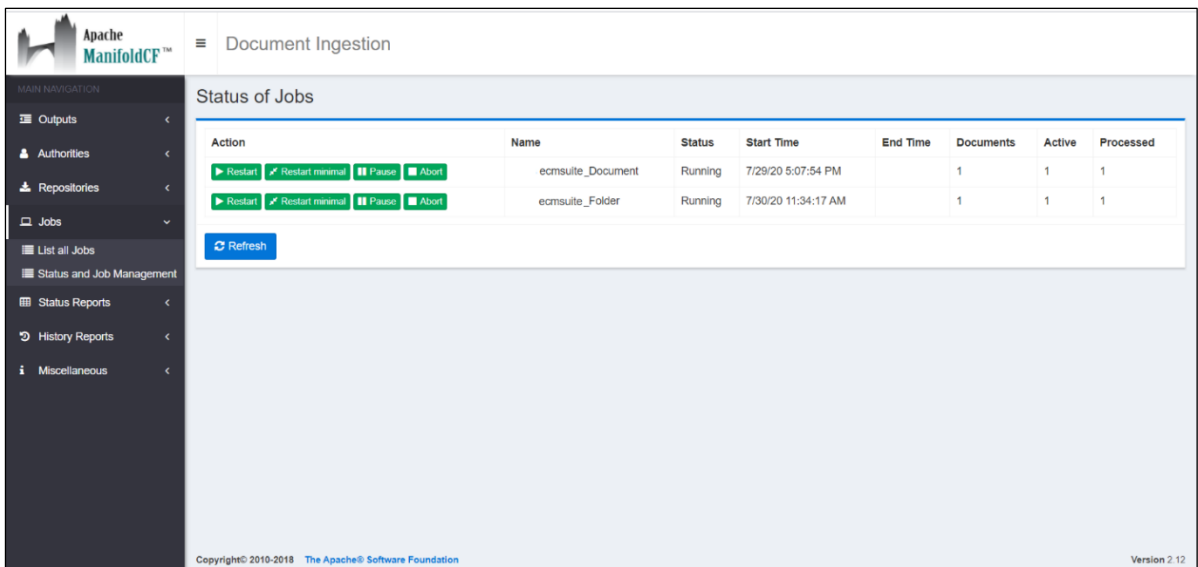 Apache
ManifoldCF™
Document Ingestion
MAIN NAVIGATION
Outputs
Authorities
Repositories
Jobs
List all Jobs
Status and Job Management
Status Reports
History Reports
Miscellaneous
Status of Jobs
Action Name Status Start Time End Time Documents Active Processed
Restart Restart minimal Pause Abort ecmsuite_Document Running 7/29/20 5:07:54 PM 1 1 1
Restart Restart minimal Pause Abort ecmsuite_Folder Running 7/30/20 11:34:17 AM 1 1 1
Refresh
Copyright© 2010-2018 The Apache® Software Foundation Version 2.12